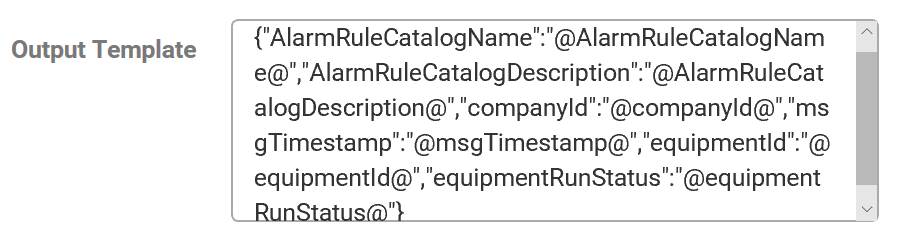 Output Template
{"AlarmRuleCatalogName":"@AlarmRuleCatalogNam
e@","AlarmRuleCatalogDescription":"@AlarmRuleCat
alogDescription@","companyId":"@companyId@","ms
gTimestamp":"@msgTimestamp@","equipmentId":"@
equipmentId@","equipmentRunStatus":"@equipment
RunStatus@"}